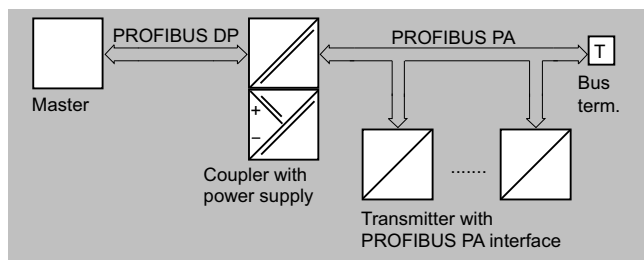 PROFIBUS DP
PROFIBUS PA
T
Master
Bus
term.
+
–
Coupler with
power supply
.......
Transmitter with
PROFIBUS PA interface